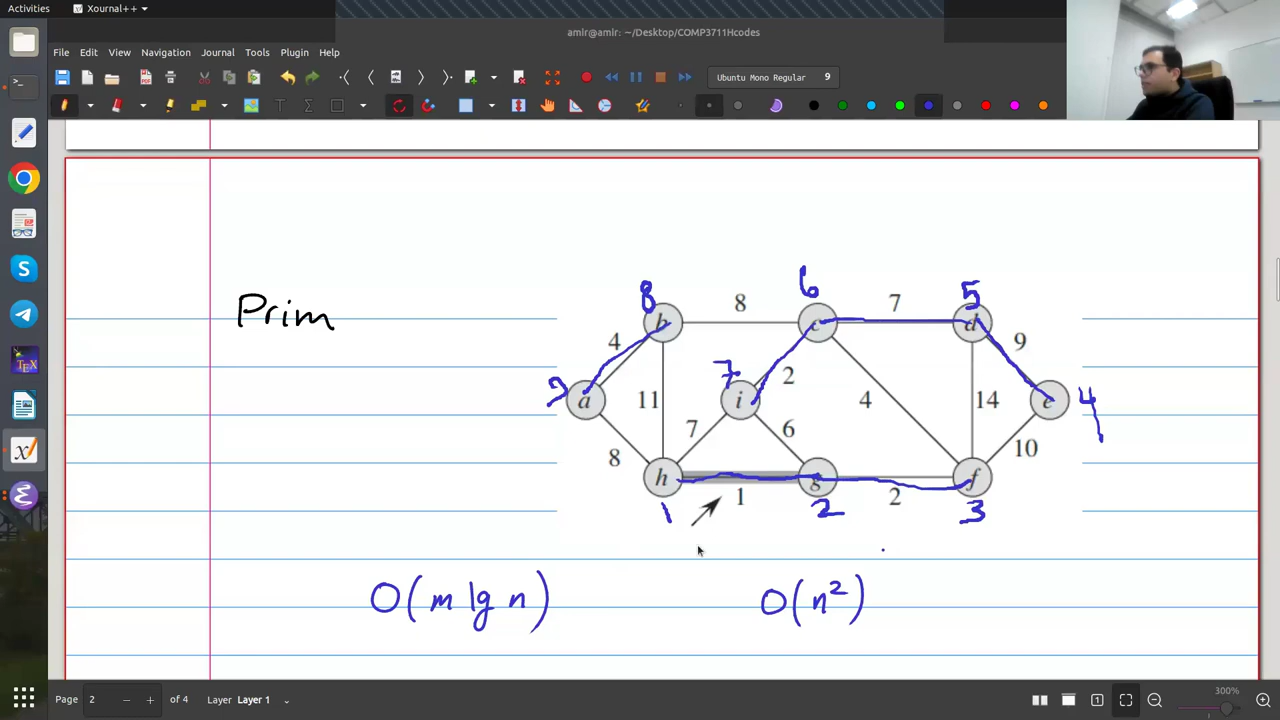 Activities Xournal++
amir@amir: ~/Desktop/COMP3711Hcodes
File Edit View Navigation Journal Tools Plugin Help
Ubuntu Mono Regular 9
Prim
8 6 5
b 8 c 7 d
4 7 2 9
a 11 i 4 14 e 4
8 7 6 10
h 1 g 2 f
1 2 3
O(m lg n) O(n²)
Page 2 of 4 Layer Layer 1 300%